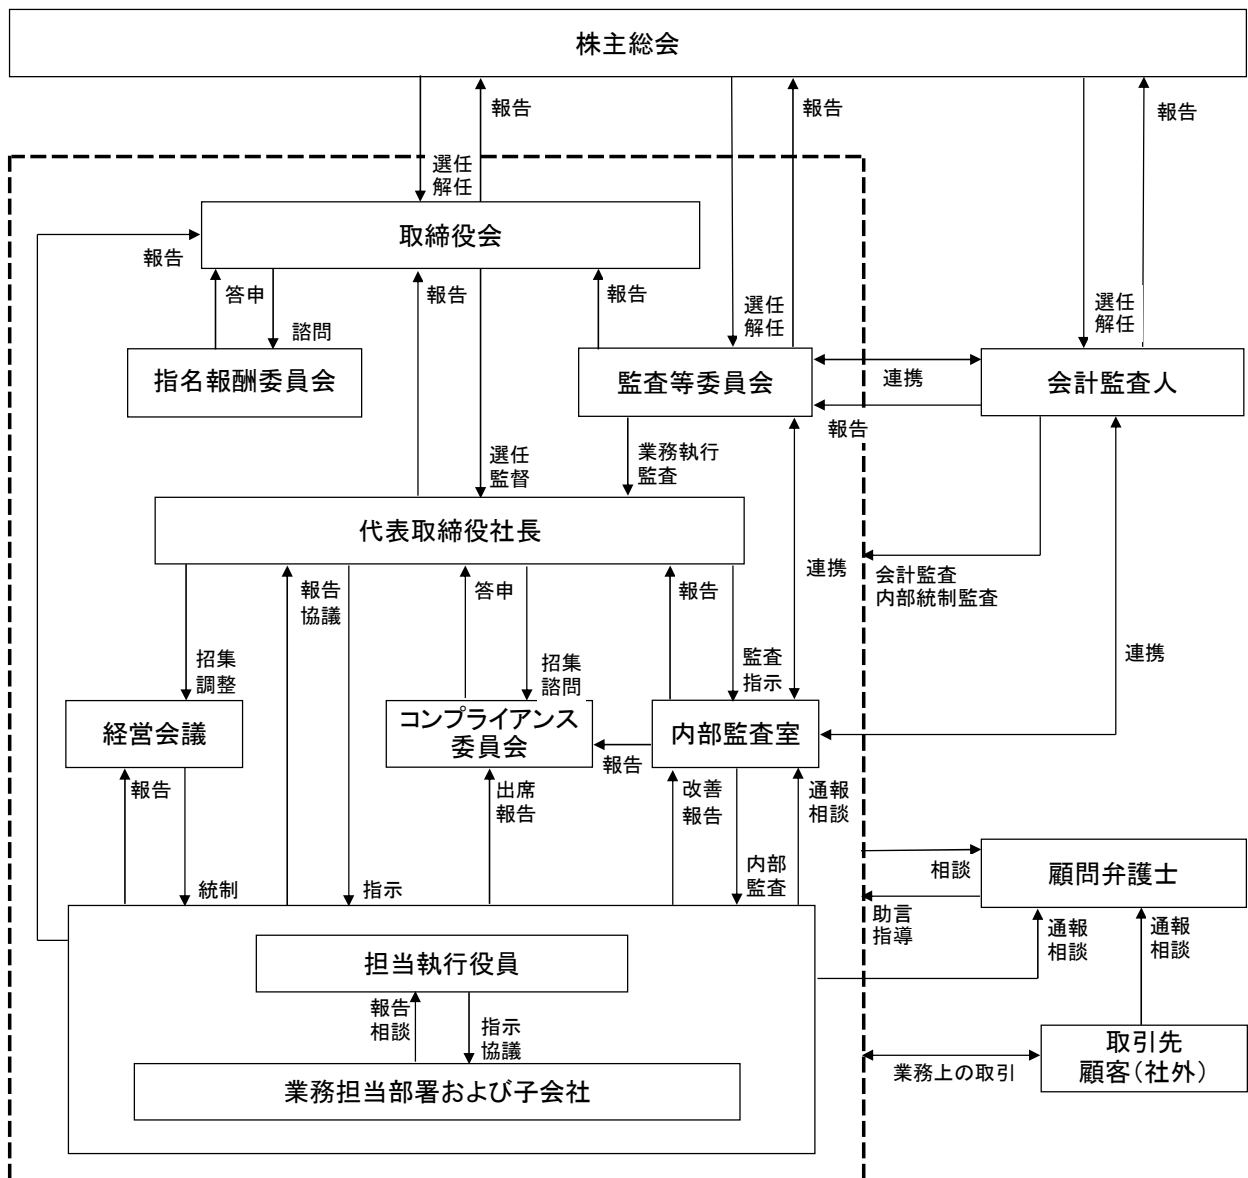 株主総会
報告
報告
報告
選任
解任
取締役会
報告
答申
諮問
報告
報告
選任
解任
選任
解任
指名報酬委員会
監査等委員会
連携
報告
会計監査人
選任
監督
業務執行
監査
代表取締役社長
連携
会計監査
内部統制監査
連携
招集
調整
報告
協議
答申
招集
諮問
報告
監査
指示
経営会議
コンプライアンス
委員会
報告
内部監査室
報告
統制
指示
出席
報告
改善
報告
内部
監査
通報
相談
相談
助言
指導
顧問弁護士
通報
相談
通報
相談
担当執行役員
報告
相談
指示
協議
業務担当部署および子会社
業務上の取引
取引先
顧客(社外)